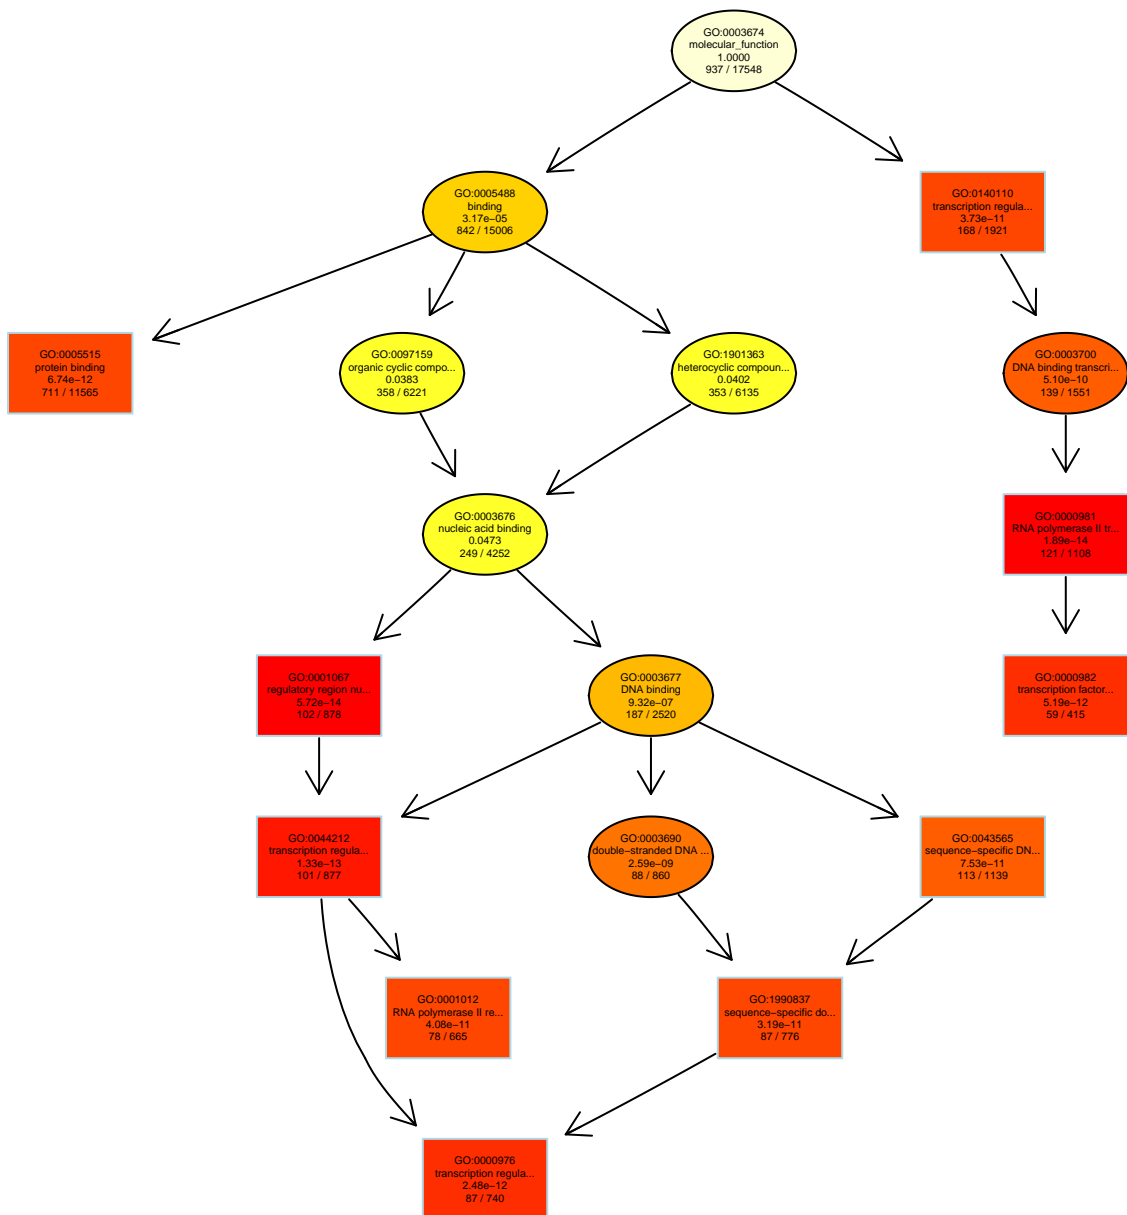 GO:0003674
molecular_function
1.0000
937 / 17548
GO:0005488
binding
3.17e−05
842 / 15006
GO:0140110
transcription regula...
3.73e−11
168 / 1921
GO:0005515
protein binding
6.74e−12
711 / 11565
GO:0097159
organic cyclic compo...
0.0383
358 / 6221
GO:1901363
heterocyclic compoun...
0.0402
353 / 6135
GO:0003700
DNA binding transcri...
5.10e−10
139 / 1551
GO:0003676
nucleic acid binding
0.0473
249 / 4252
GO:0000981
RNA polymerase II tr...
1.89e−14
121 / 1108
GO:0001067
regulatory region nu...
5.72e−14
102 / 878
GO:0003677
DNA binding
9.32e−07
187 / 2520
GO:0000982
transcription factor...
5.19e−12
59 / 415
GO:0044212
transcription regula...
1.33e−13
101 / 877
GO:0003690
double−stranded DNA ...
2.59e−09
88 / 860
GO:0043565
sequence−specific DN...
7.53e−11
113 / 1139
GO:0001012
RNA polymerase II re...
4.08e−11
78 / 665
GO:1990837
sequence−specific do...
3.19e−11
87 / 776
GO:0000976
transcription regula...
2.48e−12
87 / 740